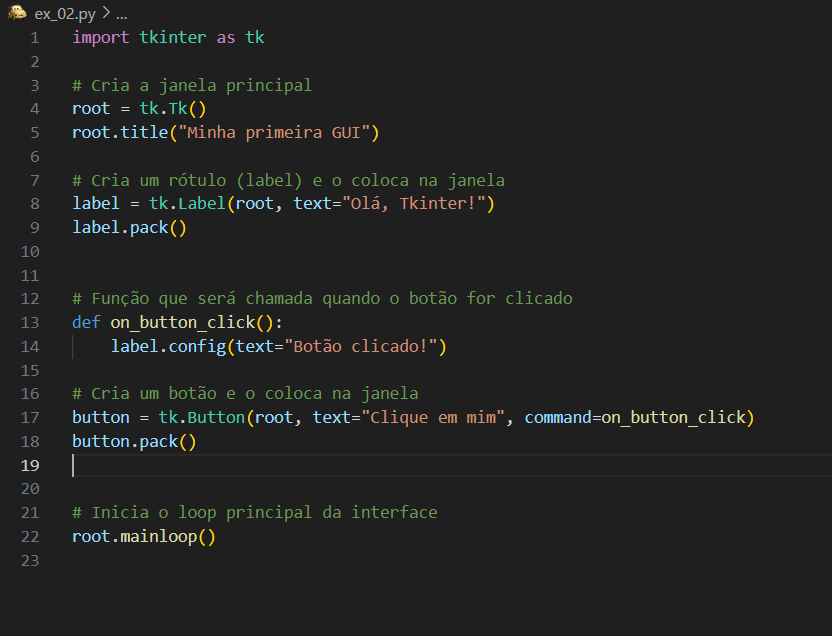 ex_02.py > ...
1 import tkinter as tk
2
3 # Cria a janela principal
4 root = tk.Tk()
5 root.title("Minha primeira GUI")
6
7 # Cria um rótulo (label) e o coloca na janela
8 label = tk.Label(root, text="Olá, Tkinter!")
9 label.pack()
10
11
12 # Função que será chamada quando o botão for clicado
13 def on_button_click():
14     label.config(text="Botão clicado!")
15
16 # Cria um botão e o coloca na janela
17 button = tk.Button(root, text="Clique em mim", command=on_button_click)
18 button.pack()
19
20
21 # Inicia o loop principal da interface
22 root.mainloop()
23